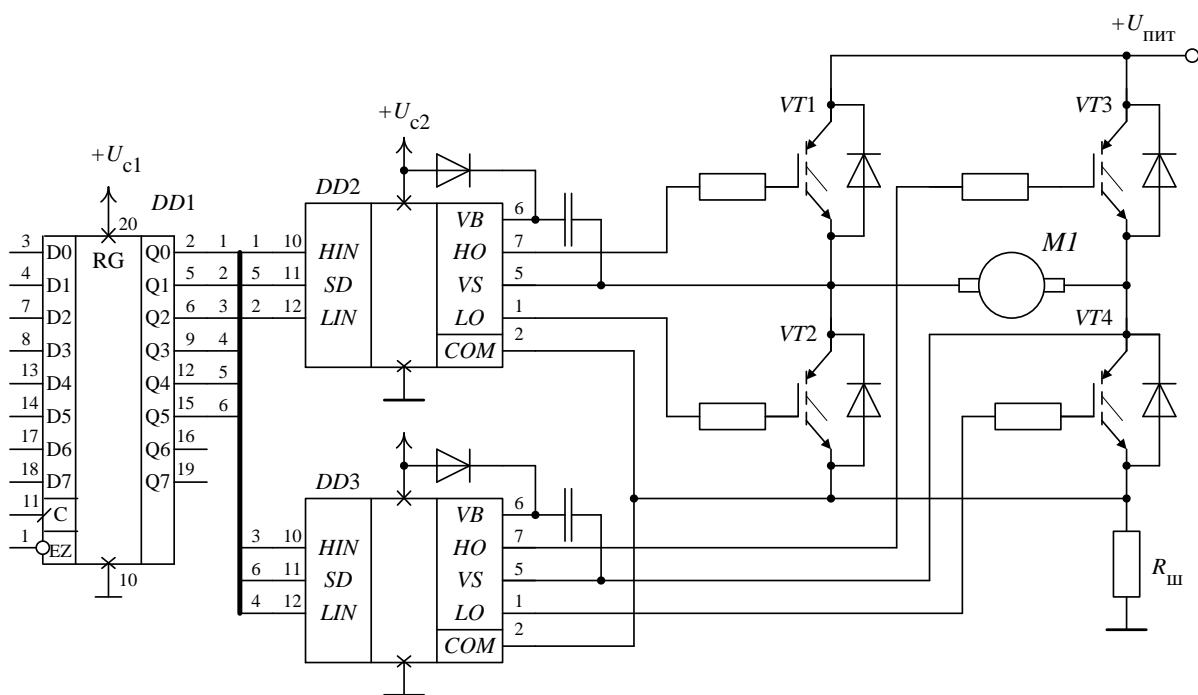 +Uпит
VT1
VT3
+Uс2
+Uс1
DD1
DD2
20
RG
3 D0 Q0 2 1 1 10 HIN VB 6
4 D1 Q1 5 2 5 11 SD HO 7
7 D2 Q2 6 3 2 12 LIN VS 5
8 D3 Q3 9 4 LO 1
13 D4 Q4 12 5 COM 2
14 D5 Q5 15 6
17 D6 Q6 16
18 D7 Q7 19
11 C
1 EZ
10
M1
VT2
VT4
DD3
VB 6
3 10 HIN HO 7
6 11 SD VS 5
4 12 LIN LO 1
COM 2
Rш